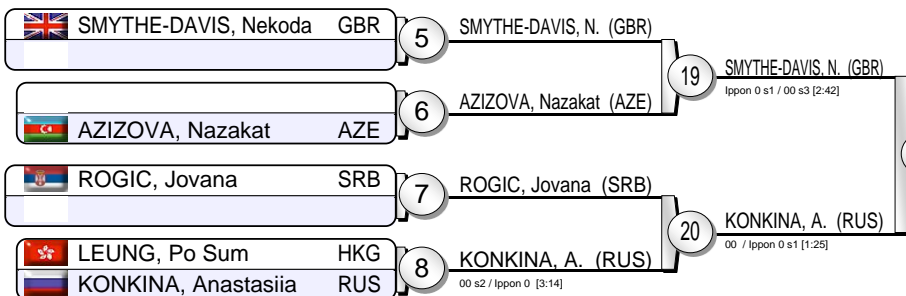 SMYTHE-DAVIS, Nekoda GBR
5
SMYTHE-DAVIS, N. (GBR)
19
SMYTHE-DAVIS, N. (GBR)
Ippon 0 s1 / 00 s3 [2:42]
6
AZIZOVA, Nazakat (AZE)
AZIZOVA, Nazakat AZE
ROGIC, Jovana SRB
7
ROGIC, Jovana (SRB)
20
KONKINA, A. (RUS)
00 / Ippon 0 s1 [1:25]
LEUNG, Po Sum HKG
8
KONKINA, A. (RUS)
00 s2 / Ippon 0 [3:14]
KONKINA, Anastasiia RUS